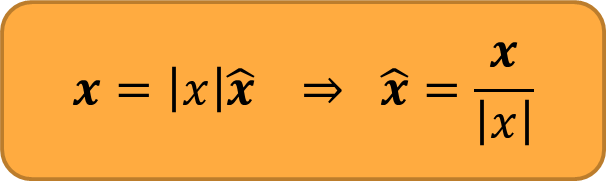 𝒙 = |𝑥|𝒙̂ ⇒ 𝒙̂ = 𝒙/|𝑥|